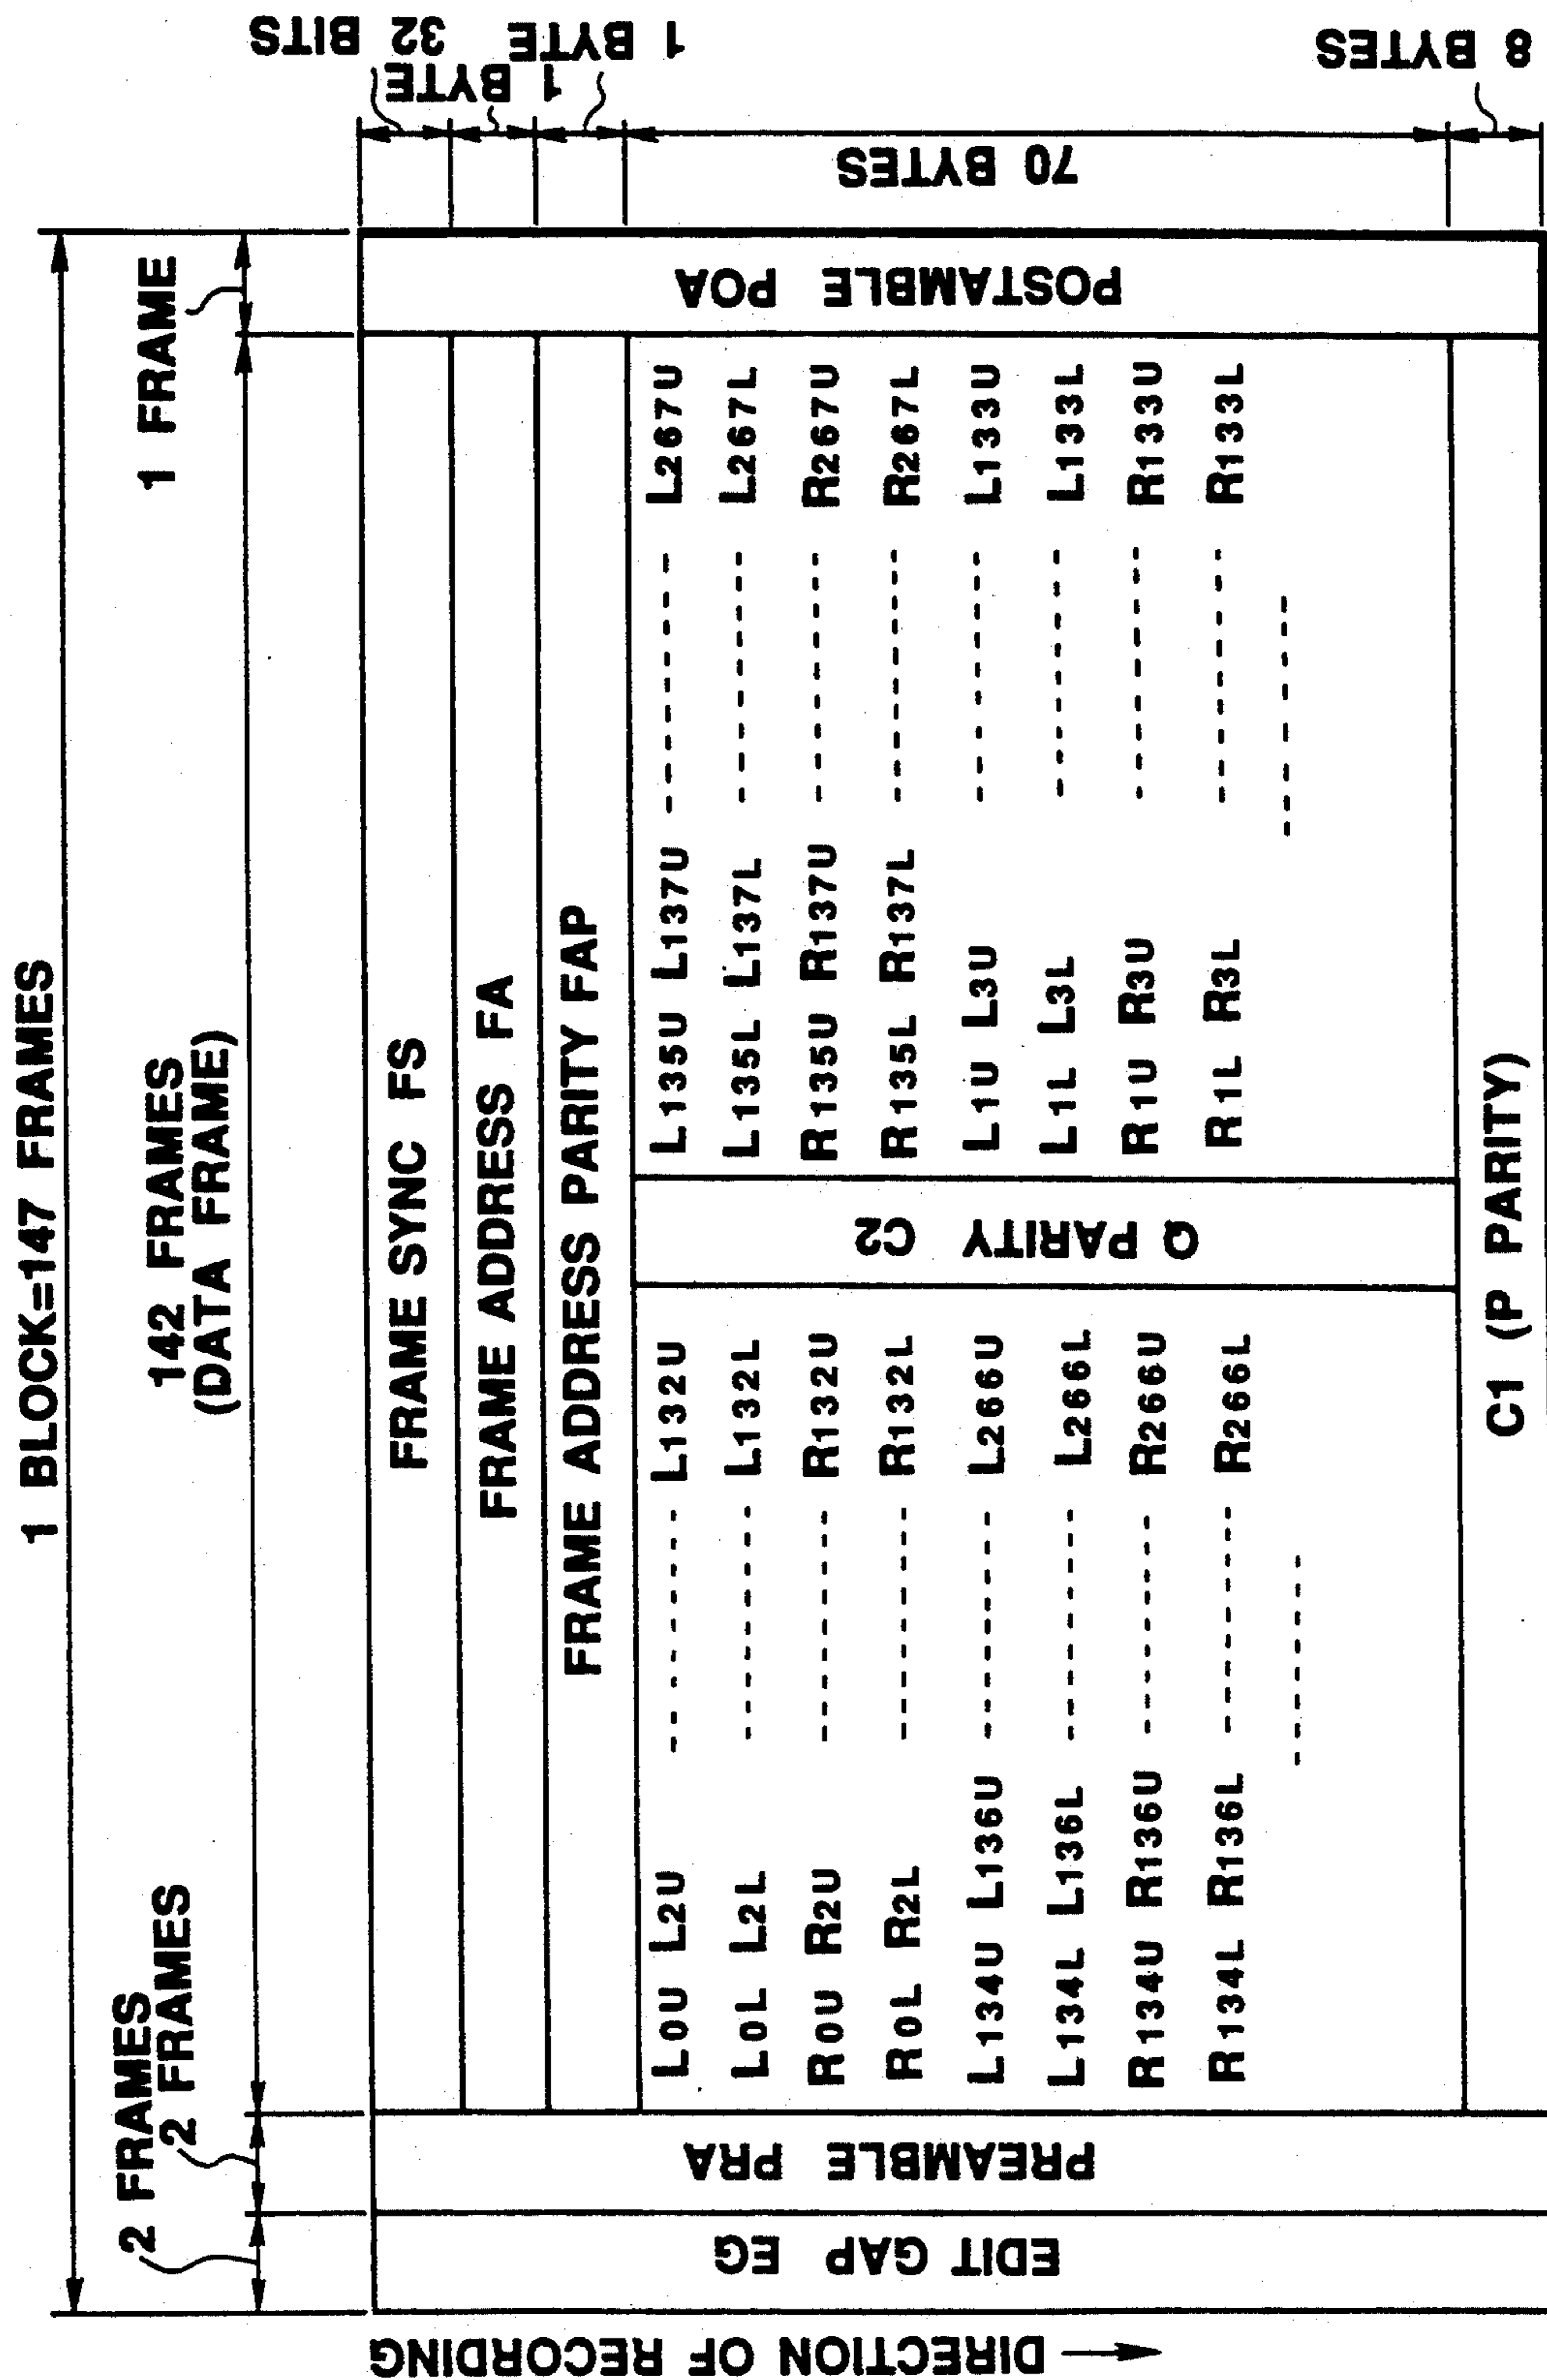 1 BLOCK=147 FRAMES
2 FRAMES
2 FRAMES
142 FRAMES
(DATA FRAME)
1 FRAME
32 BITS
1 BYTE
1 BYTE
70 BYTES
8 BYTES
EDIT GAP EG
PREAMBLE PRA
FRAME SYNC FS
FRAME ADDRESS FA
FRAME ADDRESS PARITY FAP
L0U L2U -------- L132U
L0L L2L -------- L132L
R0U R2U -------- R132U
R0L R2L -------- R132L
L134U L136U -------- L266U
L134L L136L -------- L266L
R134U R136U -------- R266U
R134L R136L -------- R266L
Q PARITY C2
L135U L137U -------- L267U
L135L L137L -------- L267L
R135U R137U -------- R267U
R135L R137L -------- R267L
L1U L3U -------- L133U
L1L L3L -------- L133L
R1U R3U -------- R133U
R1L R3L -------- R133L
POSTAMBLE POA
C1 (P PARITY)
DIRECTION OF RECORDING